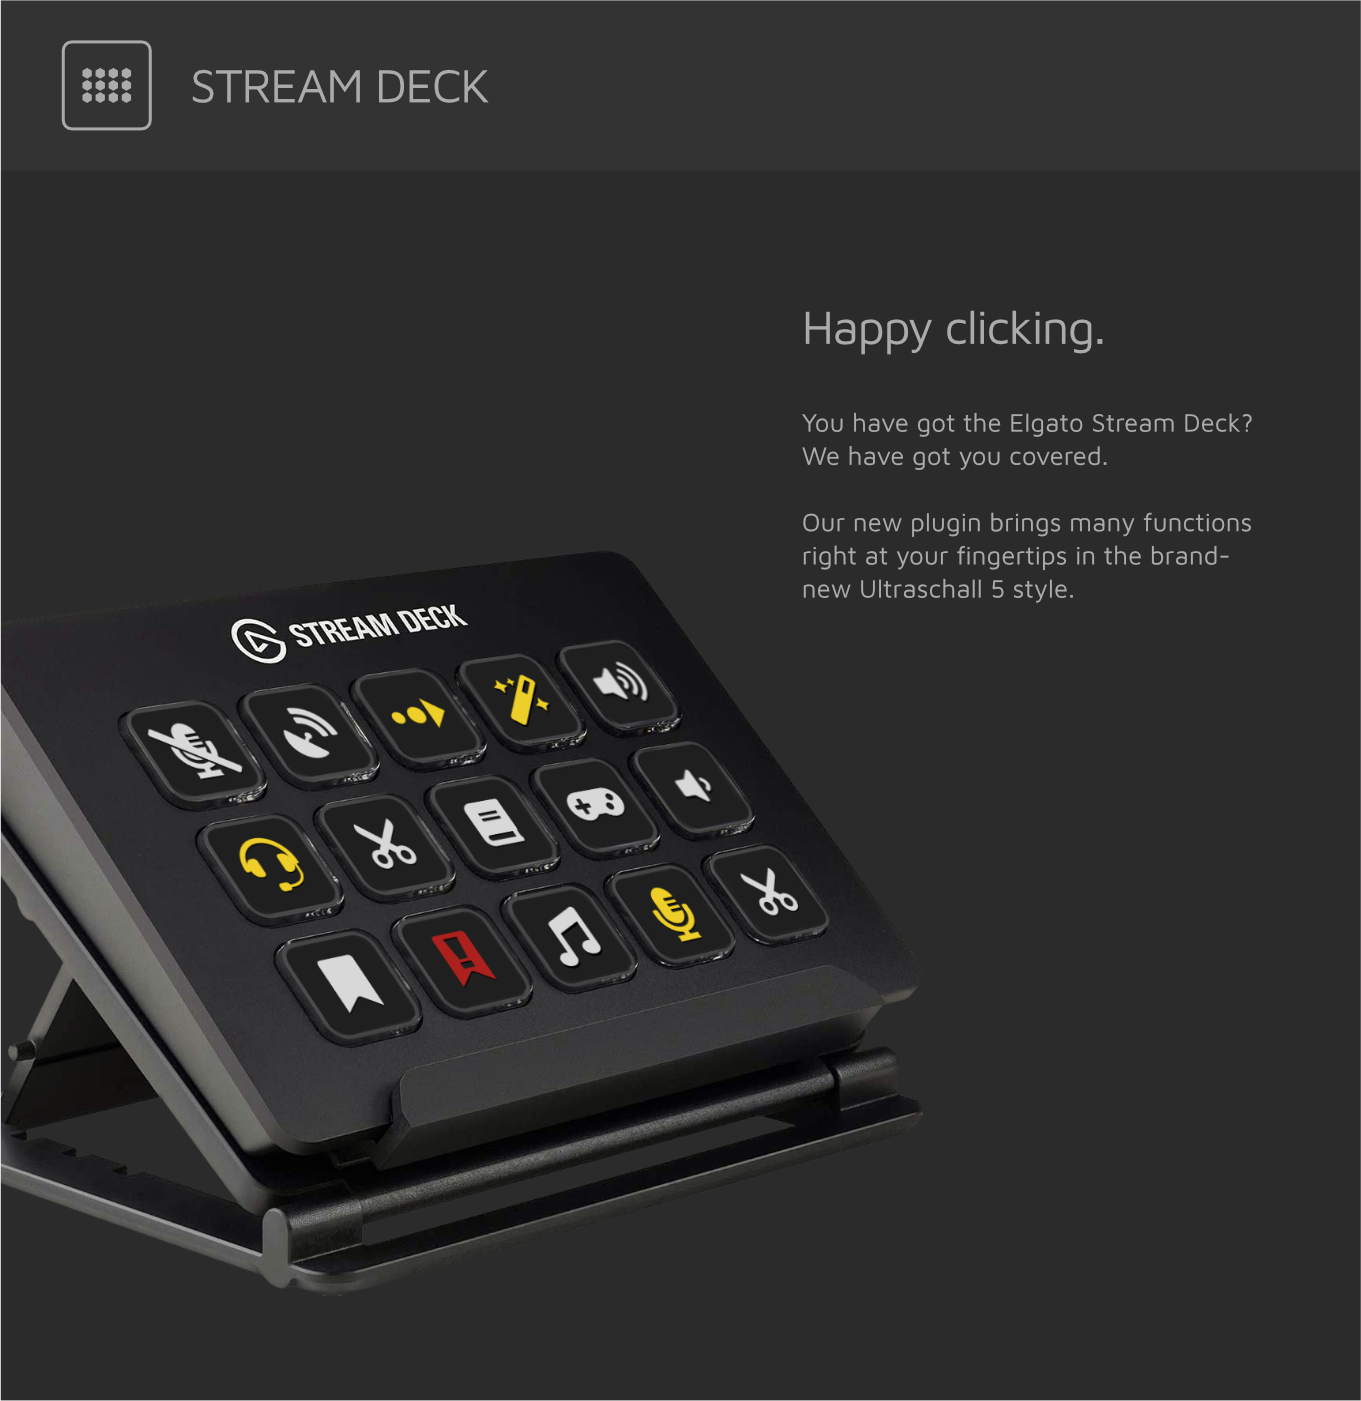 STREAM DECK
Happy clicking.
You have got the Elgato Stream Deck?
We have got you covered.
Our new plugin brings many functions
right at your fingertips in the brand-
new Ultraschall 5 style.
STREAM DECK